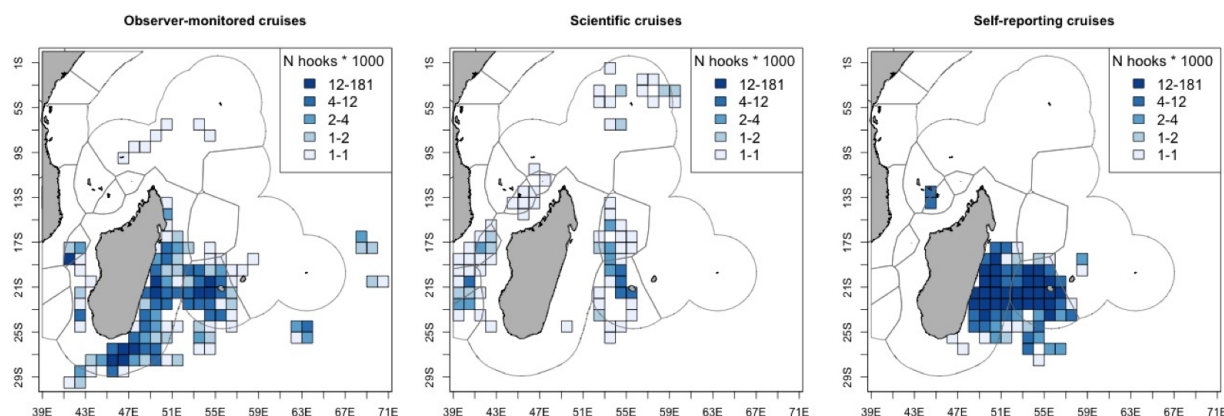 Observer-monitored cruises
N hooks * 1000
12-181
4-12
2-4
1-2
1-1
1S
5S
9S
13S
17S
21S
25S
29S
39E 43E 47E 51E 55E 59E 63E 67E 71E
Scientific cruises
N hooks * 1000
12-181
4-12
2-4
1-2
1-1
1S
5S
9S
13S
17S
21S
25S
29S
39E 43E 47E 51E 55E 59E 63E 67E 71E
Self-reporting cruises
N hooks * 1000
12-181
4-12
2-4
1-2
1-1
1S
5S
9S
13S
17S
21S
25S
29S
39E 43E 47E 51E 55E 59E 63E 67E 71E